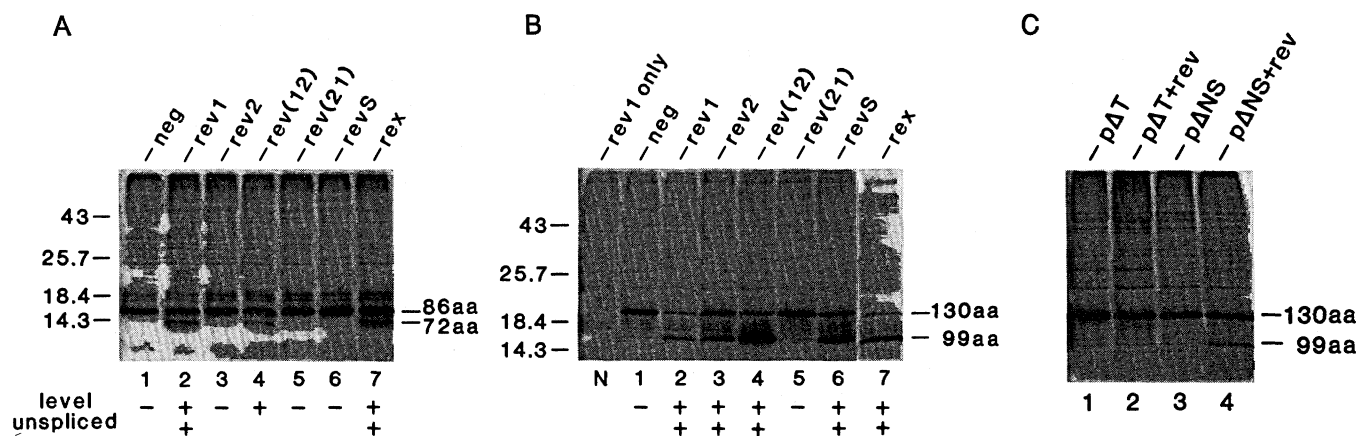 A
–neg
–rev1
–rev2
–rev(12)
–rev(21)
–revS
–rex
43–
25.7–
18.4–
14.3–
–86aa
–72aa
1 2 3 4 5 6 7
level – + – + – – +
unspliced + +
B
–rev1 only
–neg
–rev1
–rev2
–rev(12)
–rev(21)
–revS
–rex
43–
25.7–
18.4–
14.3–
–130aa
–99aa
N 1 2 3 4 5 6 7
– + + + – + +
+ + + + +
C
–pΔT
–pΔT+rev
–pΔNS
–pΔNS+rev
–130aa
–99aa
1 2 3 4